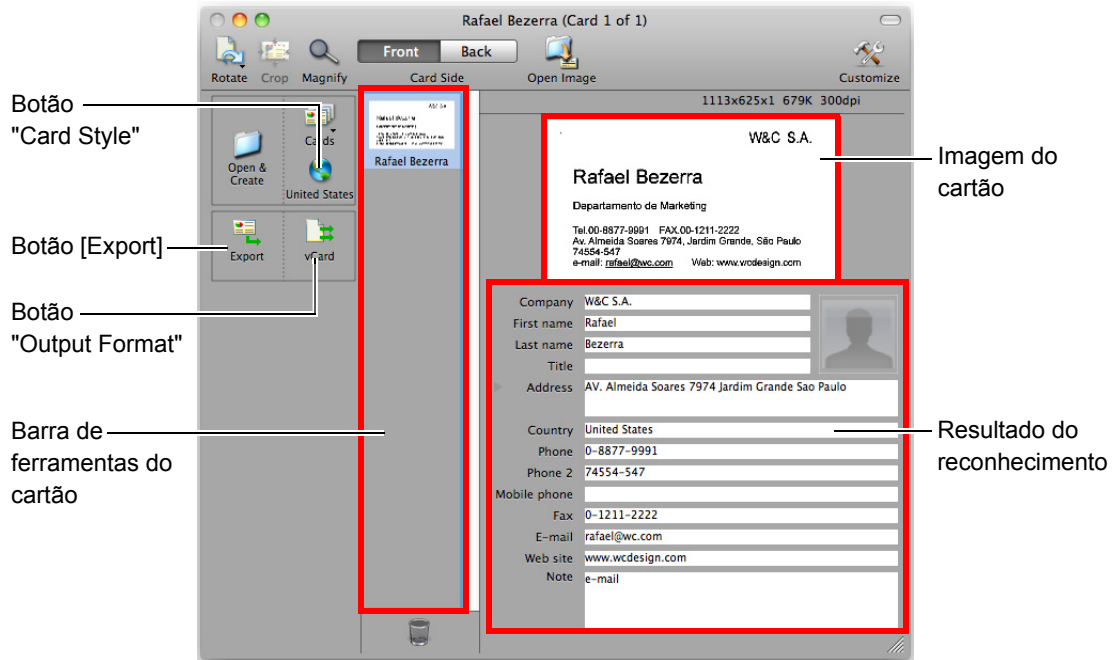 Rafael Bezerra (Card 1 of 1)
Front Back
Rotate Crop Magnify Card Side Open Image Customize
1113x625x1 679K 300dpi
Botão
"Card Style"
Cards
Open &
Create
United States
Botão [Export]
Export vCard
Botão
"Output Format"
Barra de
ferramentas do
cartão
Rafael Bezerra
W&C S.A.
Rafael Bezerra
Departamento de Marketing
Tel.00-8877-9991 FAX.00-1211-2222
Av. Almeida Soares 7974, Jardim Grande, São Paulo
74554-547
e-mail: rafael@wc.com Web: www.wcdesign.com
Imagem do
cartão
Company W&C S.A.
First name Rafael
Last name Bezerra
Title
Address AV. Almeida Soares 7974 Jardim Grande Sao Paulo
Country United States
Phone 0-8877-9991
Phone 2 74554-547
Mobile phone
Fax 0-1211-2222
E-mail rafael@wc.com
Web site www.wcdesign.com
Note e-mail
Resultado do
reconhecimento